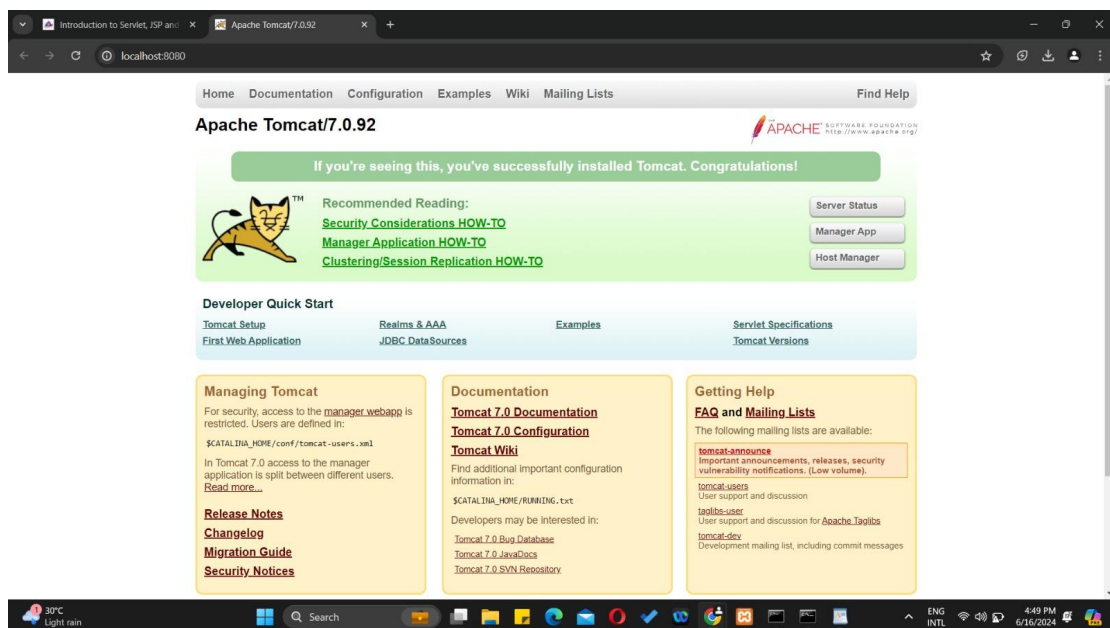 Introduction to Servlet, JSP and
Apache Tomcat/7.0.92
localhost:8080
Home Documentation Configuration Examples Wiki Mailing Lists Find Help
Apache Tomcat/7.0.92
THE APACHE® SOFTWARE FOUNDATION
http://www.apache.org/
If you're seeing this, you've successfully installed Tomcat. Congratulations!
TM
Recommended Reading:
Security Considerations HOW-TO
Manager Application HOW-TO
Clustering/Session Replication HOW-TO
Server Status
Manager App
Host Manager
Developer Quick Start
Tomcat Setup
First Web Application
Realms & AAA
JDBC DataSources
Examples
Servlet Specifications
Tomcat Versions
Managing Tomcat
For security, access to the manager webapp is
restricted. Users are defined in:
$CATALINA_HOME/conf/tomcat-users.xml
In Tomcat 7.0 access to the manager
application is split between different users.
Read more...
Release Notes
Changelog
Migration Guide
Security Notices
Documentation
Tomcat 7.0 Documentation
Tomcat 7.0 Configuration
Tomcat Wiki
Find additional important configuration
information in:
$CATALINA_HOME/RUNNING.txt
Developers may be interested in:
Tomcat 7.0 Bug Database
Tomcat 7.0 JavaDocs
Tomcat 7.0 SVN Repository
Getting Help
FAQ and Mailing Lists
The following mailing lists are available:
tomcat-announce
Important announcements, releases, security
vulnerability notifications. (Low volume).
tomcat-users
User support and discussion
taglibs-user
User support and discussion for Apache Taglibs
tomcat-dev
Development mailing list, including commit messages
1
30°C
Light rain
Search
ENG
INTL
4:49 PM
6/16/2024